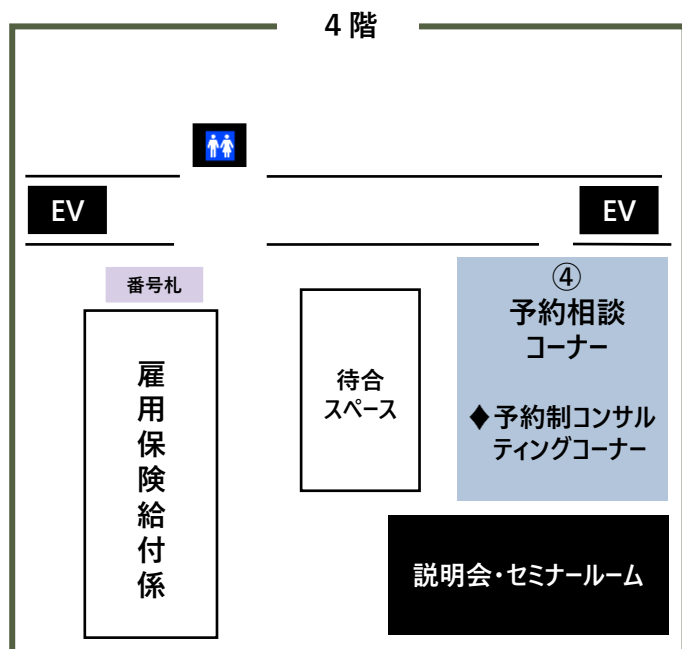 4階
EV
EV
番号札
雇用保険給付係
待合
スペース
④
予約相談
コーナー
♦予約制コンサル
ティングコーナー
説明会・セミナールーム